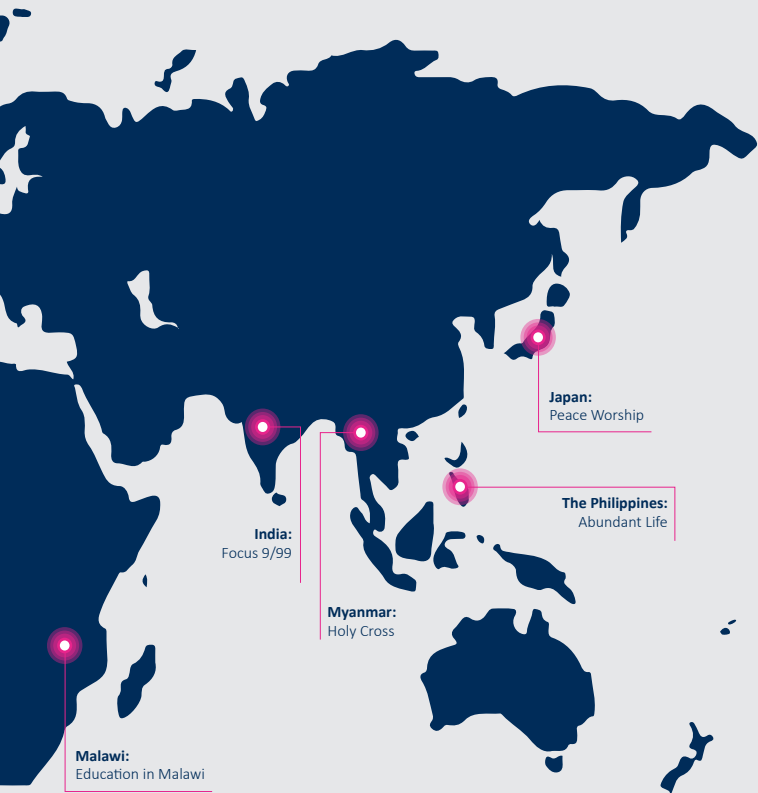 Japan:
Peace Worship
The Philippines:
Abundant Life
India:
Focus 9/99
Myanmar:
Holy Cross
Malawi:
Education in Malawi